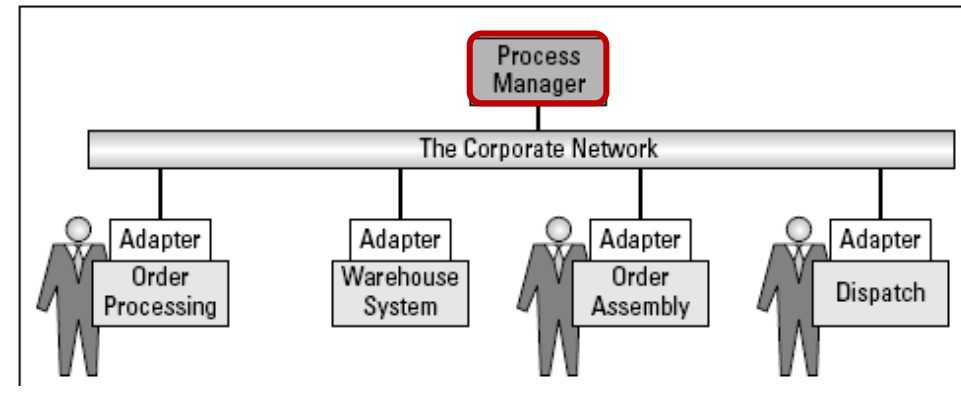 Process
Manager
The Corporate Network
Adapter
Order
Processing
Adapter
Warehouse
System
Adapter
Order
Assembly
Adapter
Dispatch